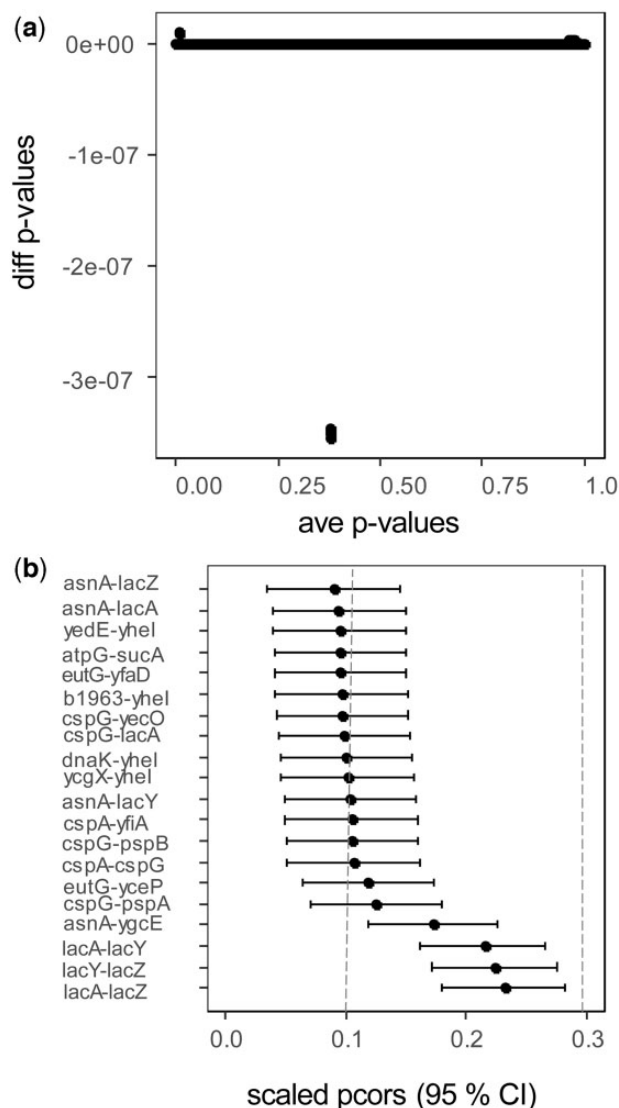 (a)
0e+00
-1e-07
-2e-07
-3e-07
diff p-values
0.00 0.25 0.50 0.75 1.0
ave p-values
(b)
asnA-lacZ
asnA-lacA
yedE-yheI
atpG-sucA
eutG-yfaD
b1963-yheI
cspG-yecO
cspG-lacA
dnaK-yheI
ycgX-yheI
asnA-lacY
cspA-yfiA
cspG-pspB
cspA-cspG
eutG-yceP
cspG-pspA
asnA-ygcE
lacA-lacY
lacY-lacZ
lacA-lacZ
0.0 0.1 0.2 0.3
scaled pcors (95 % CI)